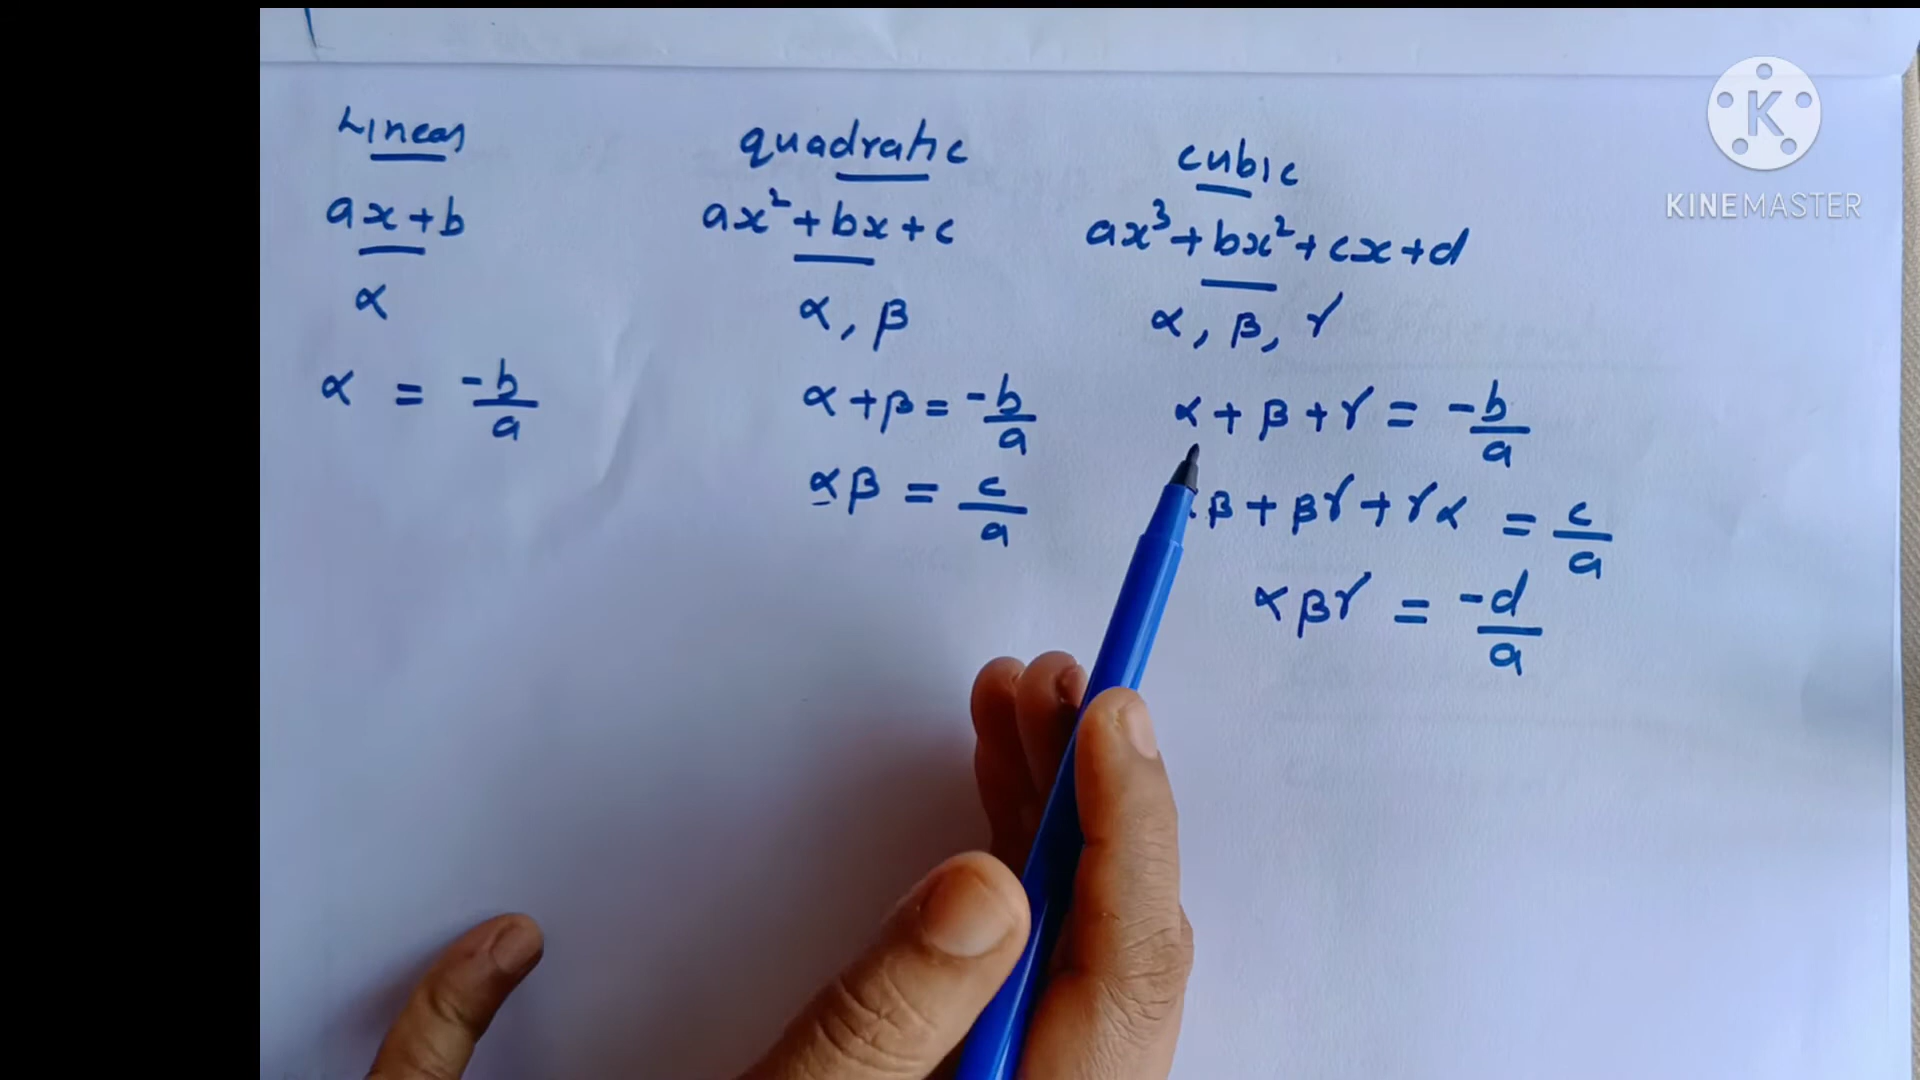 Linear
ax+b
α
α = -b/a
quadratic
ax²+bx+c
α, β
α+β = -b/a
αβ = c/a
cubic
ax³+bx²+cx+d
α, β, γ
α+β+γ = -b/a
β+βγ+γα = c/a
αβγ = -d/a
K
KINEMASTER